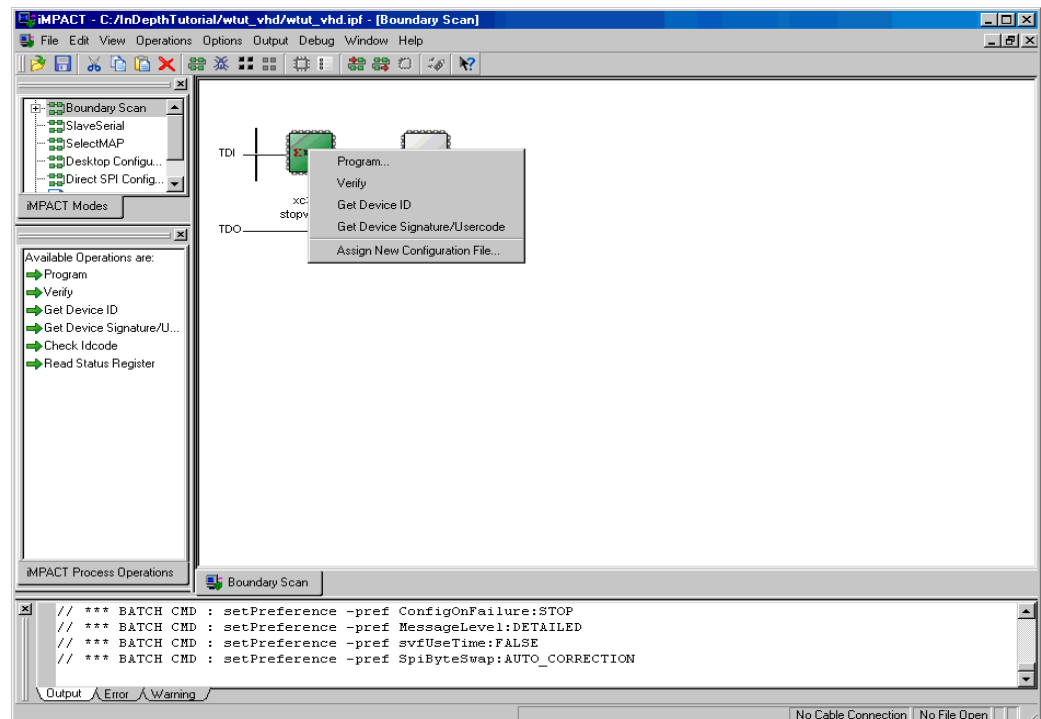 iMPACT - C:/InDepthTutorial/wtut_vhd/wtut_vhd.ipf - [Boundary Scan]
File Edit View Operations Options Output Debug Window Help
Boundary Scan
SlaveSerial
SelectMAP
Desktop Configu...
Direct SPI Config...
iMPACT Modes
Available Operations are:
Program
Verify
Get Device ID
Get Device Signature/U...
Check Idcode
Read Status Register
iMPACT Process Operations
TDI
TDO
Program...
Verify
Get Device ID
Get Device Signature/Usercode
Assign New Configuration File...
Boundary Scan
// *** BATCH CMD : setPreference -pref ConfigOnFailure:STOP
// *** BATCH CMD : setPreference -pref MessageLevel:DETAILED
// *** BATCH CMD : setPreference -pref svfUseTime:FALSE
// *** BATCH CMD : setPreference -pref SpiByteSwap:AUTO_CORRECTION
Output Error Warning
No Cable Connection No File Open